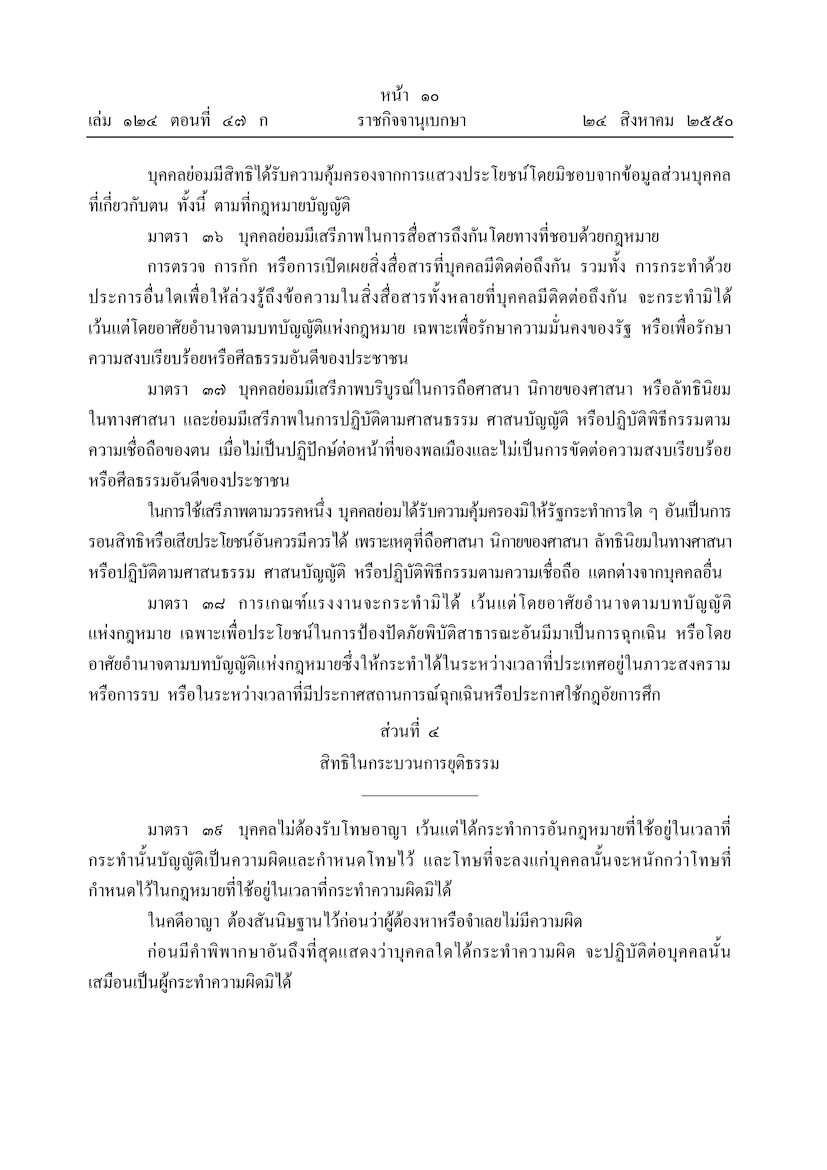 หน้า ๑๐
เล่ม ๑๒๔ ตอนที่ ๔๗ ก ราชกิจจานุเบกษา ๒๔ สิงหาคม ๒๕๕๐
บุคคลย่อมมีสิทธิได้รับความคุ้มครองจากการแสวงประโยชน์โดยมิชอบจากข้อมูลส่วนบุคคล
ที่เกี่ยวกับตน ทั้งนี้ ตามที่กฎหมายบัญญัติ
มาตรา ๓๖ บุคคลย่อมมีเสรีภาพในการสื่อสารถึงกันโดยทางที่ชอบด้วยกฎหมาย
การตรวจ การกัก หรือการเปิดเผยสิ่งสื่อสารที่บุคคลมีติดต่อถึงกัน รวมทั้ง การกระทำด้วย
ประการอื่นใดเพื่อให้ล่วงรู้ถึงข้อความในสิ่งสื่อสารทั้งหลายที่บุคคลมีติดต่อถึงกัน จะกระทำมิได้
เว้นแต่โดยอาศัยอำนาจตามบทบัญญัติแห่งกฎหมาย เฉพาะเพื่อรักษาความมั่นคงของรัฐ หรือเพื่อรักษา
ความสงบเรียบร้อยหรือศีลธรรมอันดีของประชาชน
มาตรา ๓๗ บุคคลย่อมมีเสรีภาพบริบูรณ์ในการถือศาสนา นิกายของศาสนา หรือลัทธินิยม
ในทางศาสนา และย่อมมีเสรีภาพในการปฏิบัติตามศาสนธรรม ศาสนบัญญัติ หรือปฏิบัติพิธีกรรมตาม
ความเชื่อถือของตน เมื่อไม่เป็นปฏิปักษ์ต่อหน้าที่ของพลเมืองและไม่เป็นการขัดต่อความสงบเรียบร้อย
หรือศีลธรรมอันดีของประชาชน
ในการใช้เสรีภาพตามวรรคหนึ่ง บุคคลย่อมได้รับความคุ้มครองมิให้รัฐกระทำการใด ๆ อันเป็นการ
รอนสิทธิหรือเสียประโยชน์อันควรมีควรได้ เพราะเหตุที่ถือศาสนา นิกายของศาสนา ลัทธินิยมในทางศาสนา
หรือปฏิบัติตามศาสนธรรม ศาสนบัญญัติ หรือปฏิบัติพิธีกรรมตามความเชื่อถือ แตกต่างจากบุคคลอื่น
มาตรา ๓๘ การเกณฑ์แรงงานจะกระทำมิได้ เว้นแต่โดยอาศัยอำนาจตามบทบัญญัติ
แห่งกฎหมาย เฉพาะเพื่อประโยชน์ในการป้องปัดภัยพิบัติสาธารณะอันมีมาเป็นการฉุกเฉิน หรือโดย
อาศัยอำนาจตามบทบัญญัติแห่งกฎหมายซึ่งให้กระทำได้ในระหว่างเวลาที่ประเทศอยู่ในภาวะสงคราม
หรือการรบ หรือในระหว่างเวลาที่มีประกาศสถานการณ์ฉุกเฉินหรือประกาศใช้กฎอัยการศึก
ส่วนที่ ๔
สิทธิในกระบวนการยุติธรรม
มาตรา ๓๙ บุคคลไม่ต้องรับโทษอาญา เว้นแต่ได้กระทำการอันกฎหมายที่ใช้อยู่ในเวลาที่
กระทำนั้นบัญญัติเป็นความผิดและกำหนดโทษไว้ และโทษที่จะลงแก่บุคคลนั้นจะหนักกว่าโทษที่
กำหนดไว้ในกฎหมายที่ใช้อยู่ในเวลาที่กระทำความผิดมิได้
ในคดีอาญา ต้องสันนิษฐานไว้ก่อนว่าผู้ต้องหาหรือจำเลยไม่มีความผิด
ก่อนมีคำพิพากษาอันถึงที่สุดแสดงว่าบุคคลใดได้กระทำความผิด จะปฏิบัติต่อบุคคลนั้น
เสมือนเป็นผู้กระทำความผิดมิได้